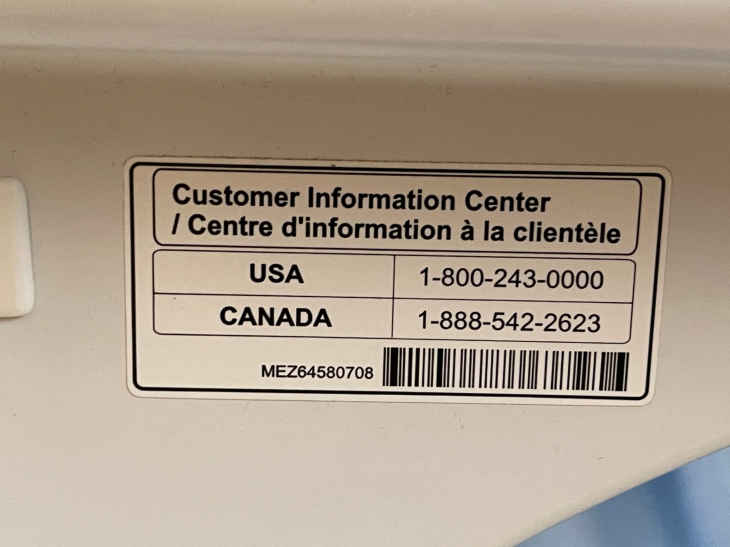 Customer Information Center
/ Centre d'information à la clientèle
USA 1-800-243-0000
CANADA 1-888-542-2623
MEZ64580708